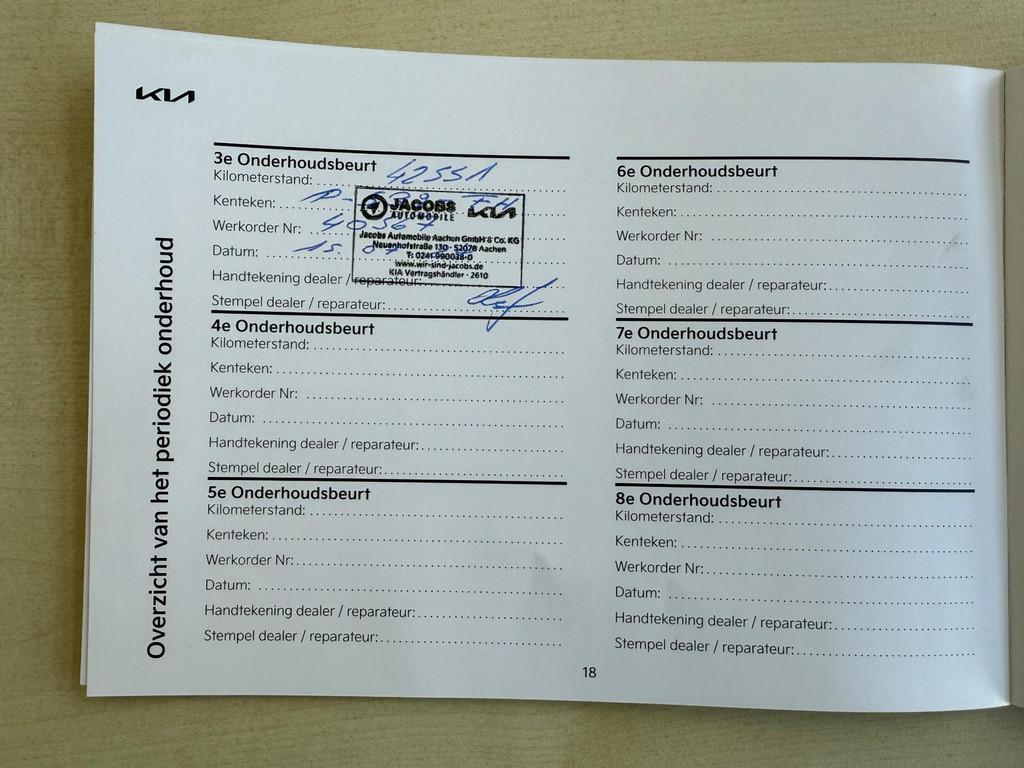 KIA
Overzicht van het periodiek onderhoud
3e Onderhoudsbeurt
Kilometerstand: 42551
Kenteken:
Werkorder Nr:
Datum: 15.
Handtekening dealer / reparateur:
Stempel dealer / reparateur:
JACOBS KIA
AUTOMOBILE
Jacobs Automobile Aachen GmbH & Co. KG
Neuenhofstraße 130 · 52078 Aachen
T: 0241-990038-0
www.wir-sind-jacobs.de
KIA Vertragshändler · 2610
4e Onderhoudsbeurt
Kilometerstand:
Kenteken:
Werkorder Nr:
Datum:
Handtekening dealer / reparateur:
Stempel dealer / reparateur:
5e Onderhoudsbeurt
Kilometerstand:
Kenteken:
Werkorder Nr:
Datum:
Handtekening dealer / reparateur:
Stempel dealer / reparateur:
6e Onderhoudsbeurt
Kilometerstand:
Kenteken:
Werkorder Nr:
Datum:
Handtekening dealer / reparateur:
Stempel dealer / reparateur:
7e Onderhoudsbeurt
Kilometerstand:
Kenteken:
Werkorder Nr:
Datum:
Handtekening dealer / reparateur:
Stempel dealer / reparateur:
8e Onderhoudsbeurt
Kilometerstand:
Kenteken:
Werkorder Nr:
Datum:
Handtekening dealer / reparateur:
Stempel dealer / reparateur:
18